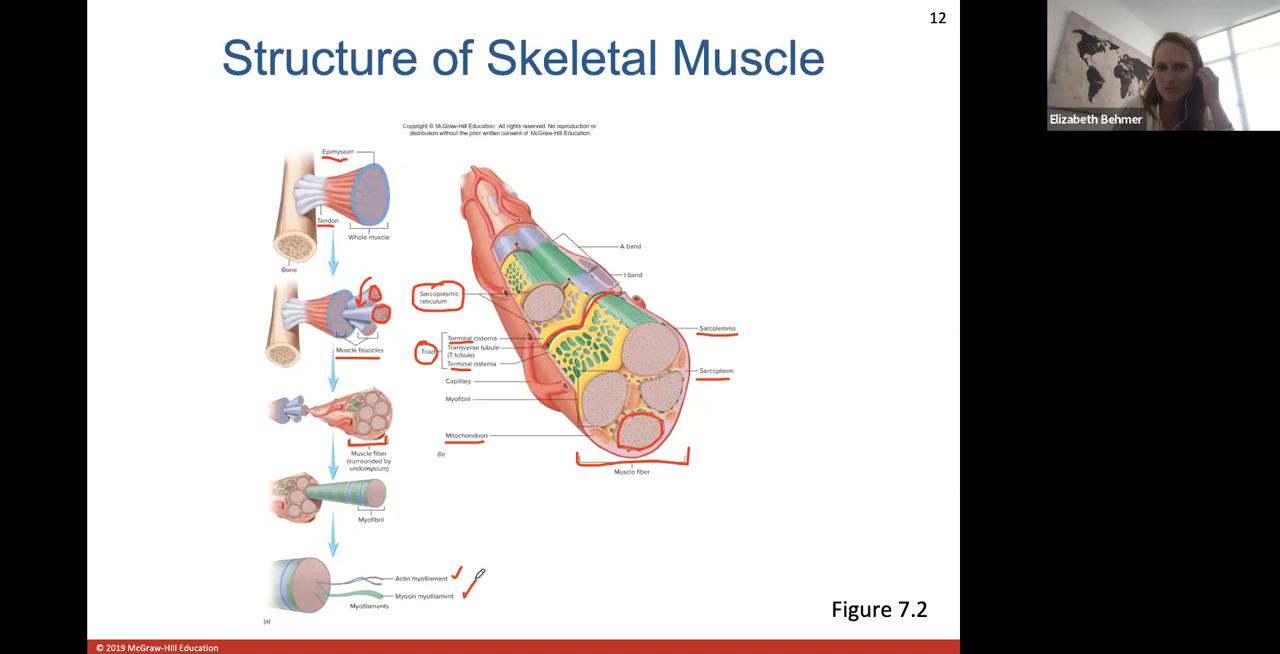 12
Structure of Skeletal Muscle
Elizabeth Behmer
Copyright © McGraw-Hill Education. All rights reserved. No reproduction or
distribution without the prior written consent of McGraw-Hill Education.
Epimysium
Tendon
Whole muscle
Bone
Muscle fascicles
Muscle fiber
(surrounded by
endomysium)
Myofibril
Actin myofilament
Myosin myofilament
Myofilaments
(a)
A band
I band
Sarcoplasmic
reticulum
Sarcolemma
Triad
Terminal cisterna
Transverse tubule
(T tubule)
Terminal cisterna
Sarcoplasm
Capillary
Myofibril
Mitochondrion
(b)
Muscle fiber
Figure 7.2
© 2019 McGraw-Hill Education